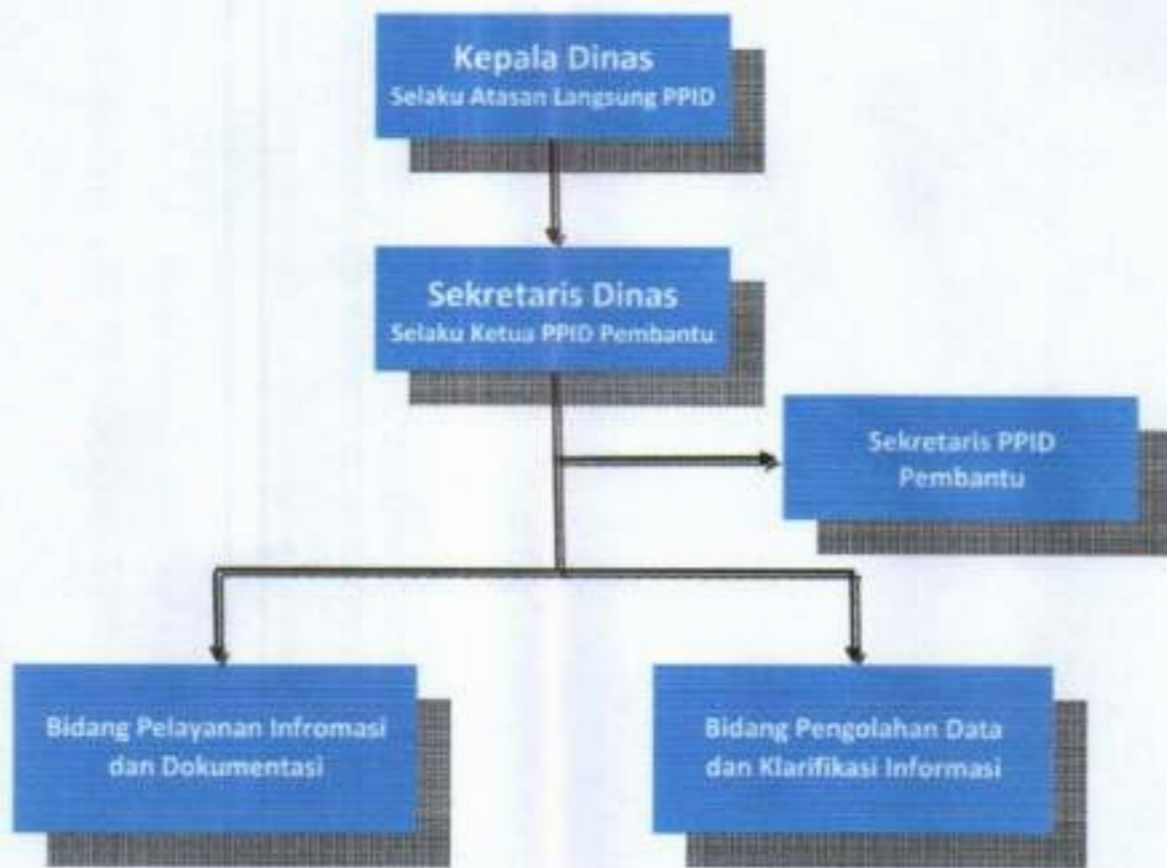 Kepala Dinas
Selaku Atasan Langsung PPID
Sekretaris Dinas
Selaku Ketua PPID Pembantu
Sekretaris PPID
Pembantu
Bidang Pelayanan Infromasi
dan Dokumentasi
Bidang Pengolahan Data
dan Klarifikasi Informasi